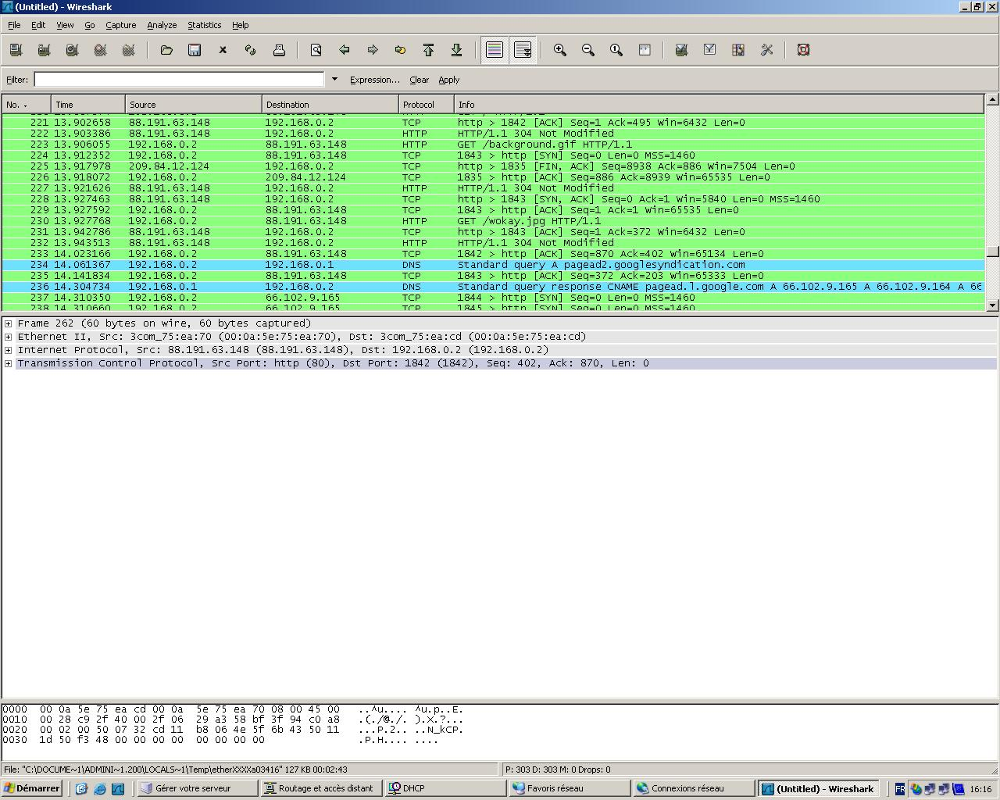 (Untitled) - Wireshark
File Edit View Go Capture Analyze Statistics Help
Filter: Expression... Clear Apply
No. Time Source Destination Protocol Info
221 13.902658 88.191.63.148 192.168.0.2 TCP http > 1842 [ACK] Seq=1 Ack=495 Win=6432 Len=0
222 13.903386 88.191.63.148 192.168.0.2 HTTP HTTP/1.1 304 Not Modified
223 13.906055 192.168.0.2 88.191.63.148 HTTP GET /background.gif HTTP/1.1
224 13.912352 192.168.0.2 88.191.63.148 TCP 1843 > http [SYN] Seq=0 Len=0 MSS=1460
225 13.917978 209.84.12.124 192.168.0.2 TCP http > 1835 [FIN, ACK] Seq=8938 Ack=886 Win=7504 Len=0
226 13.918072 192.168.0.2 209.84.12.124 TCP 1835 > http [ACK] Seq=886 Ack=8939 Win=65535 Len=0
227 13.921626 88.191.63.148 192.168.0.2 HTTP HTTP/1.1 304 Not Modified
228 13.927463 88.191.63.148 192.168.0.2 TCP http > 1843 [SYN, ACK] Seq=0 Ack=1 Win=5840 Len=0 MSS=1460
229 13.927592 192.168.0.2 88.191.63.148 TCP 1843 > http [ACK] Seq=1 Ack=1 Win=65535 Len=0
230 13.927768 192.168.0.2 88.191.63.148 HTTP GET /wokay.jpg HTTP/1.1
231 13.942786 88.191.63.148 192.168.0.2 TCP http > 1843 [ACK] Seq=1 Ack=372 Win=6432 Len=0
232 13.943513 88.191.63.148 192.168.0.2 HTTP HTTP/1.1 304 Not Modified
233 14.023166 192.168.0.2 88.191.63.148 TCP 1842 > http [ACK] Seq=870 Ack=402 Win=65134 Len=0
234 14.061367 192.168.0.2 192.168.0.1 DNS Standard query A pagead2.googlesyndication.com
235 14.141834 192.168.0.2 88.191.63.148 TCP 1843 > http [ACK] Seq=372 Ack=203 Win=65333 Len=0
236 14.304734 192.168.0.1 192.168.0.2 DNS Standard query response CNAME pagead.l.google.com A 66.102.9.165 A 66.102.9.164 A 66
237 14.310350 192.168.0.2 66.102.9.165 TCP 1844 > http [SYN] Seq=0 Len=0 MSS=1460
238 14.310660 192.168.0.2 66.102.9.165 TCP 1845 > http [SYN] Seq=0 Len=0 MSS=1460
Frame 262 (60 bytes on wire, 60 bytes captured)
Ethernet II, Src: 3com_75:ea:70 (00:0a:5e:75:ea:70), Dst: 3com_75:ea:cd (00:0a:5e:75:ea:cd)
Internet Protocol, Src: 88.191.63.148 (88.191.63.148), Dst: 192.168.0.2 (192.168.0.2)
Transmission Control Protocol, Src Port: http (80), Dst Port: 1842 (1842), Seq: 402, Ack: 870, Len: 0
0000 00 0a 5e 75 ea cd 00 0a 5e 75 ea 70 08 00 45 00 ..^u.... ^u.p..E.
0010 00 28 c9 2f 40 00 2f 06 29 a3 58 bf 3f 94 c0 a8 .(./@./. ).X.?...
0020 00 02 00 50 07 32 cd 11 b8 06 4e 5f 6b 43 50 11 ...P.2.. ..N_kCP.
0030 1d 50 f3 48 00 00 00 00 00 00 00 00 .P.H.... ....
File: "C:\DOCUME~1\ADMINI~1.200\LOCALS~1\Temp\etherXXXXa03416" 127 KB 00:02:43 P: 303 D: 303 M: 0 Drops: 0
Démarrer Gérer votre serveur Routage et accès distant DHCP Favoris réseau Connexions réseau (Untitled) - Wireshark FR 16:16